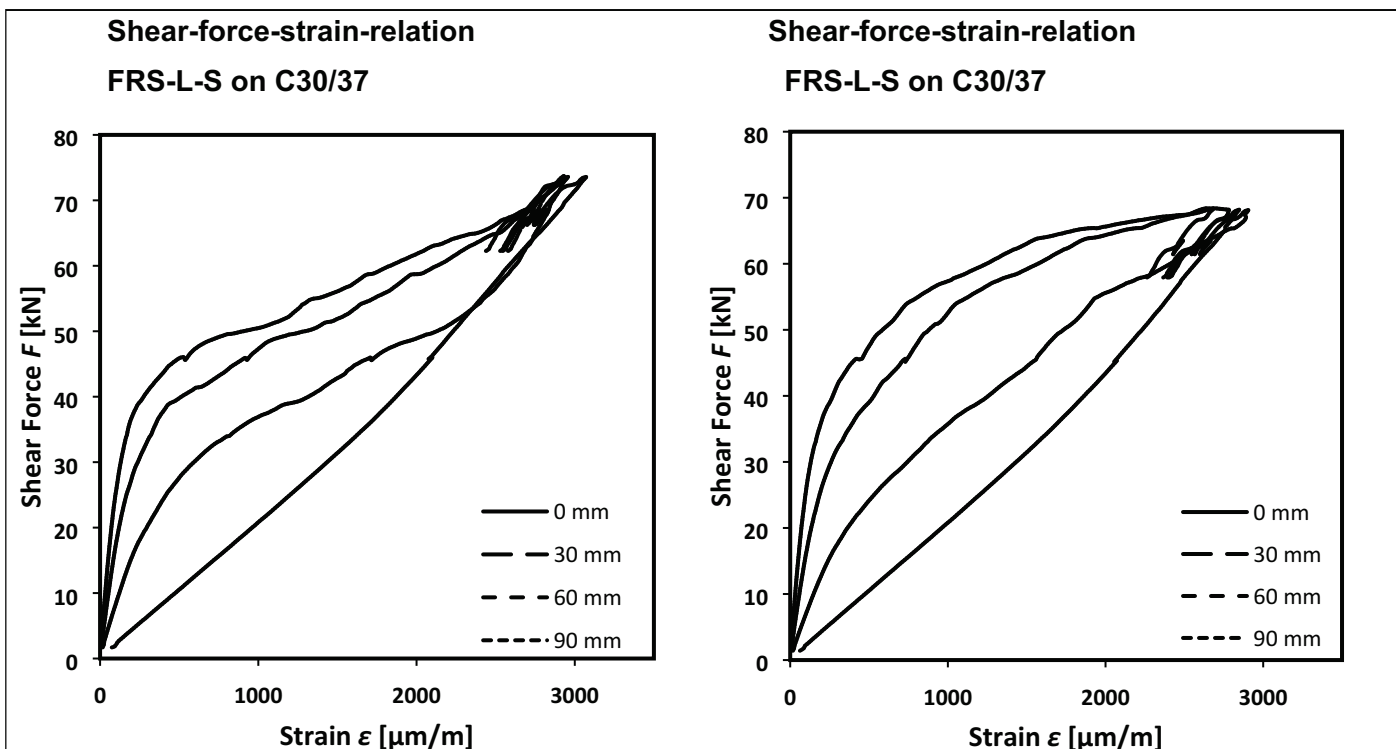 Shear-force-strain-relation
FRS-L-S on C30/37
80
70
60
50
40
30
20
10
0
Shear Force F [kN]
0 mm
30 mm
60 mm
90 mm
0 1000 2000 3000
Strain ε [µm/m]
Shear-force-strain-relation
FRS-L-S on C30/37
80
70
60
50
40
30
20
10
0
Shear Force F [kN]
0 mm
30 mm
60 mm
90 mm
0 1000 2000 3000
Strain ε [µm/m]